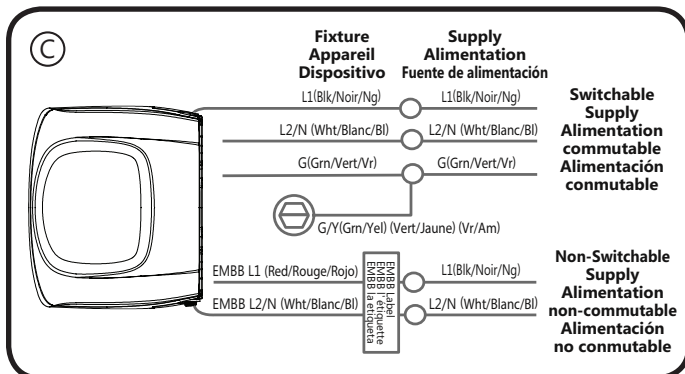 C
Fixture
Appareil
Dispositivo
Supply
Alimentation
Fuente de alimentación
L1(Blk/Noir/Ng)
L1(Blk/Noir/Ng)
L2/N (Wht/Blanc/Bl)
L2/N (Wht/Blanc/Bl)
G(Grn/Vert/Vr)
G(Grn/Vert/Vr)
G/Y(Grn/Yel) (Vert/Jaune) (Vr/Am)
Switchable
Supply
Alimentation
commutable
Alimentación
conmutable
EMBB L1 (Red/Rouge/Rojo)
EMBB L2/N (Wht/Blanc/Bl)
EMBB Label
EMBB l'étiquette
EMBB la etiqueta
L1(Blk/Noir/Ng)
L2/N (Wht/Blanc/Bl)
Non-Switchable
Supply
Alimentation
non-commutable
Alimentación
no conmutable